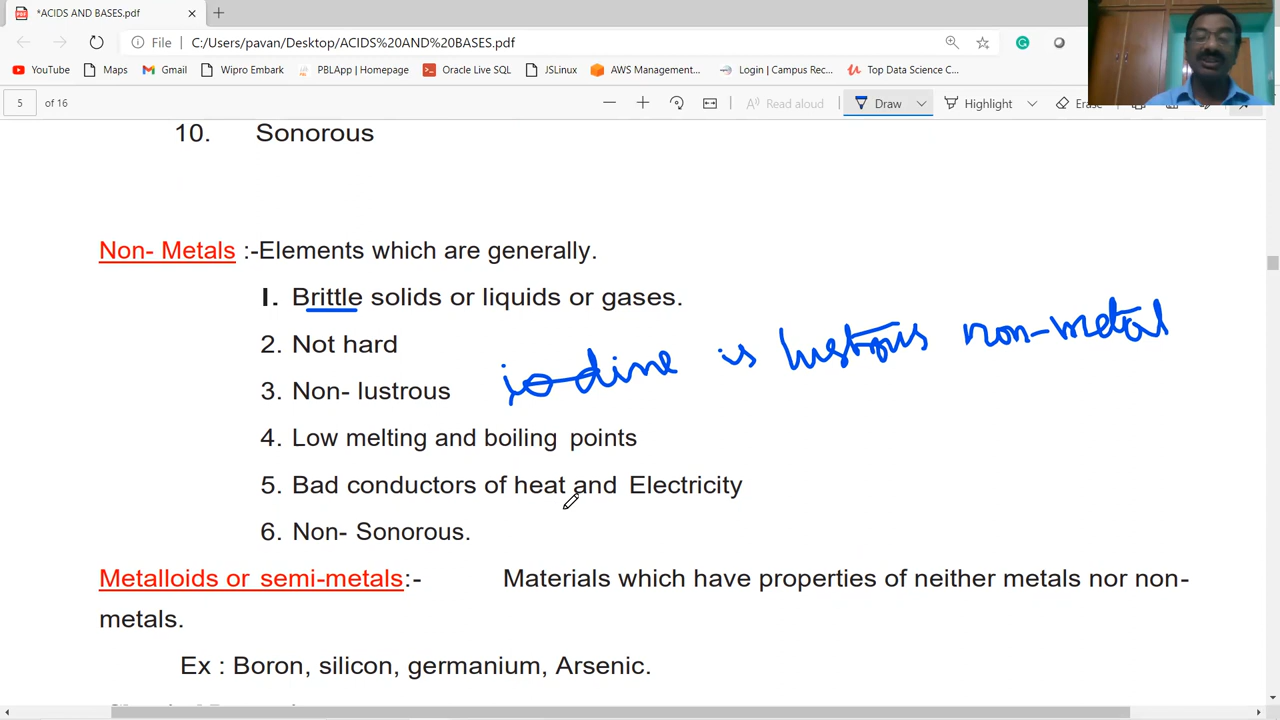 *ACIDS AND BASES.pdf
File C:/Users/pavan/Desktop/ACIDS%20AND%20BASES.pdf
YouTube Maps Gmail Wipro Embark PBLApp | Homepage Oracle Live SQL JSLinux AWS Management... Login | Campus Rec... Top Data Science C...
5 of 16 Read aloud Draw Highlight Erase
10. Sonorous
Non- Metals :-Elements which are generally.
1. Brittle solids or liquids or gases.
2. Not hard
iodine is lustrous non-metal
3. Non- lustrous
4. Low melting and boiling points
5. Bad conductors of heat and Electricity
6. Non- Sonorous.
Metalloids or semi-metals:- Materials which have properties of neither metals nor non-
metals.
Ex : Boron, silicon, germanium, Arsenic.